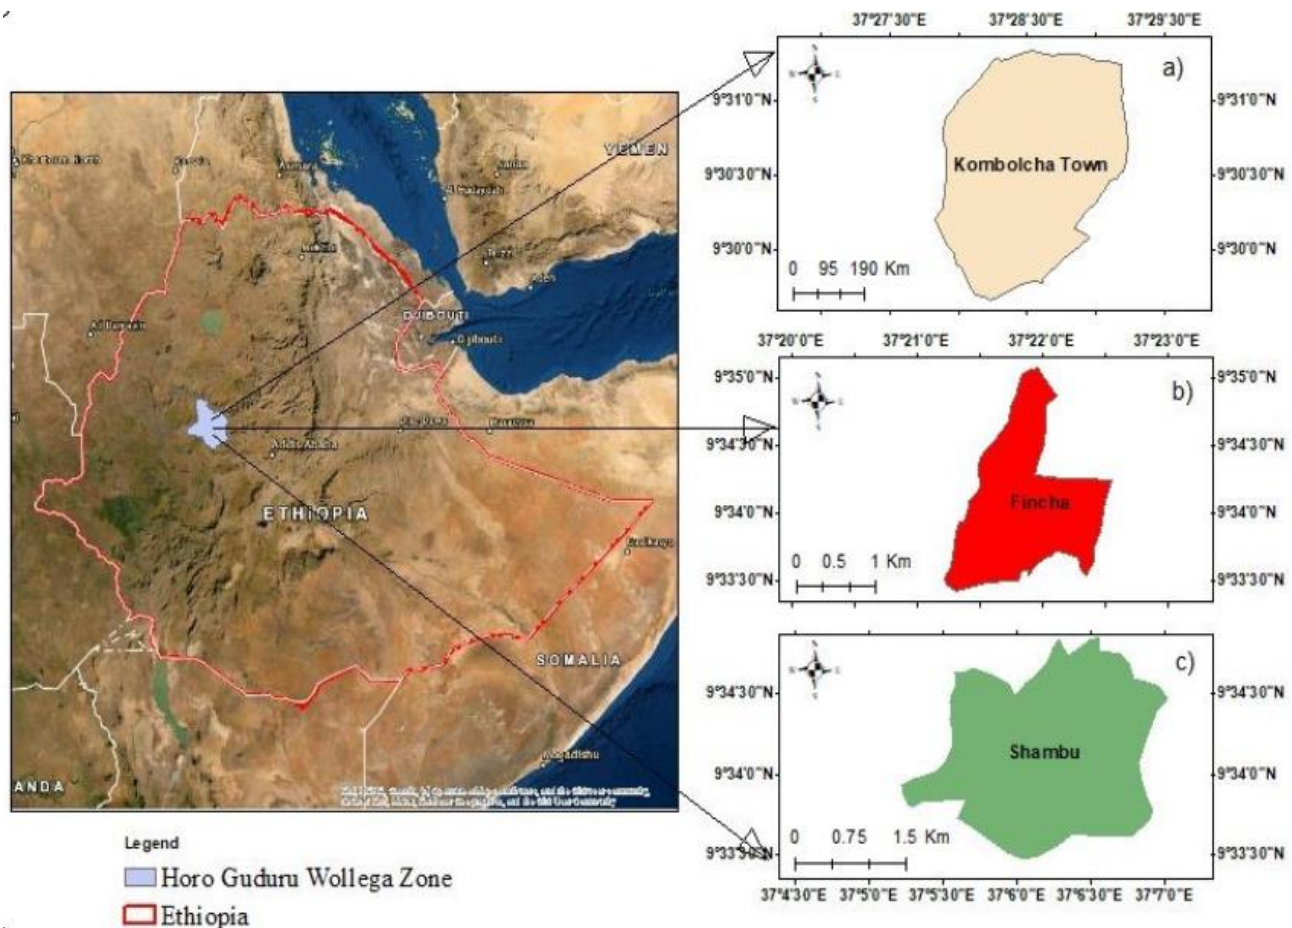 37°27'30"E 37°28'30"E 37°29'30"E
a)
N
W E
S
9°31'0"N 9°31'0"N
9°30'30"N 9°30'30"N
9°30'0"N 9°30'0"N
Kombolcha Town
0 95 190 Km
37°20'0"E 37°21'0"E 37°22'0"E 37°23'0"E
b)
N
W E
S
9°35'0"N 9°35'0"N
9°34'30"N 9°34'30"N
9°34'0"N 9°34'0"N
9°33'30"N 9°33'30"N
Fincha
0 0.5 1 Km
c)
N
W E
S
9°34'30"N 9°34'30"N
9°34'0"N 9°34'0"N
9°33'30"N 9°33'30"N
Shambu
0 0.75 1.5 Km
37°4'30"E 37°5'0"E 37°5'30"E 37°6'0"E 37°6'30"E 37°7'0"E
YEMEN
Al Hudaydah
Aden
DJIBOUTI
Djibouti
Addis Ababa
ETHIOPIA
SOMALIA
Mogadishu
ANDA
Legend
Horo Guduru Wollega Zone
Ethiopia